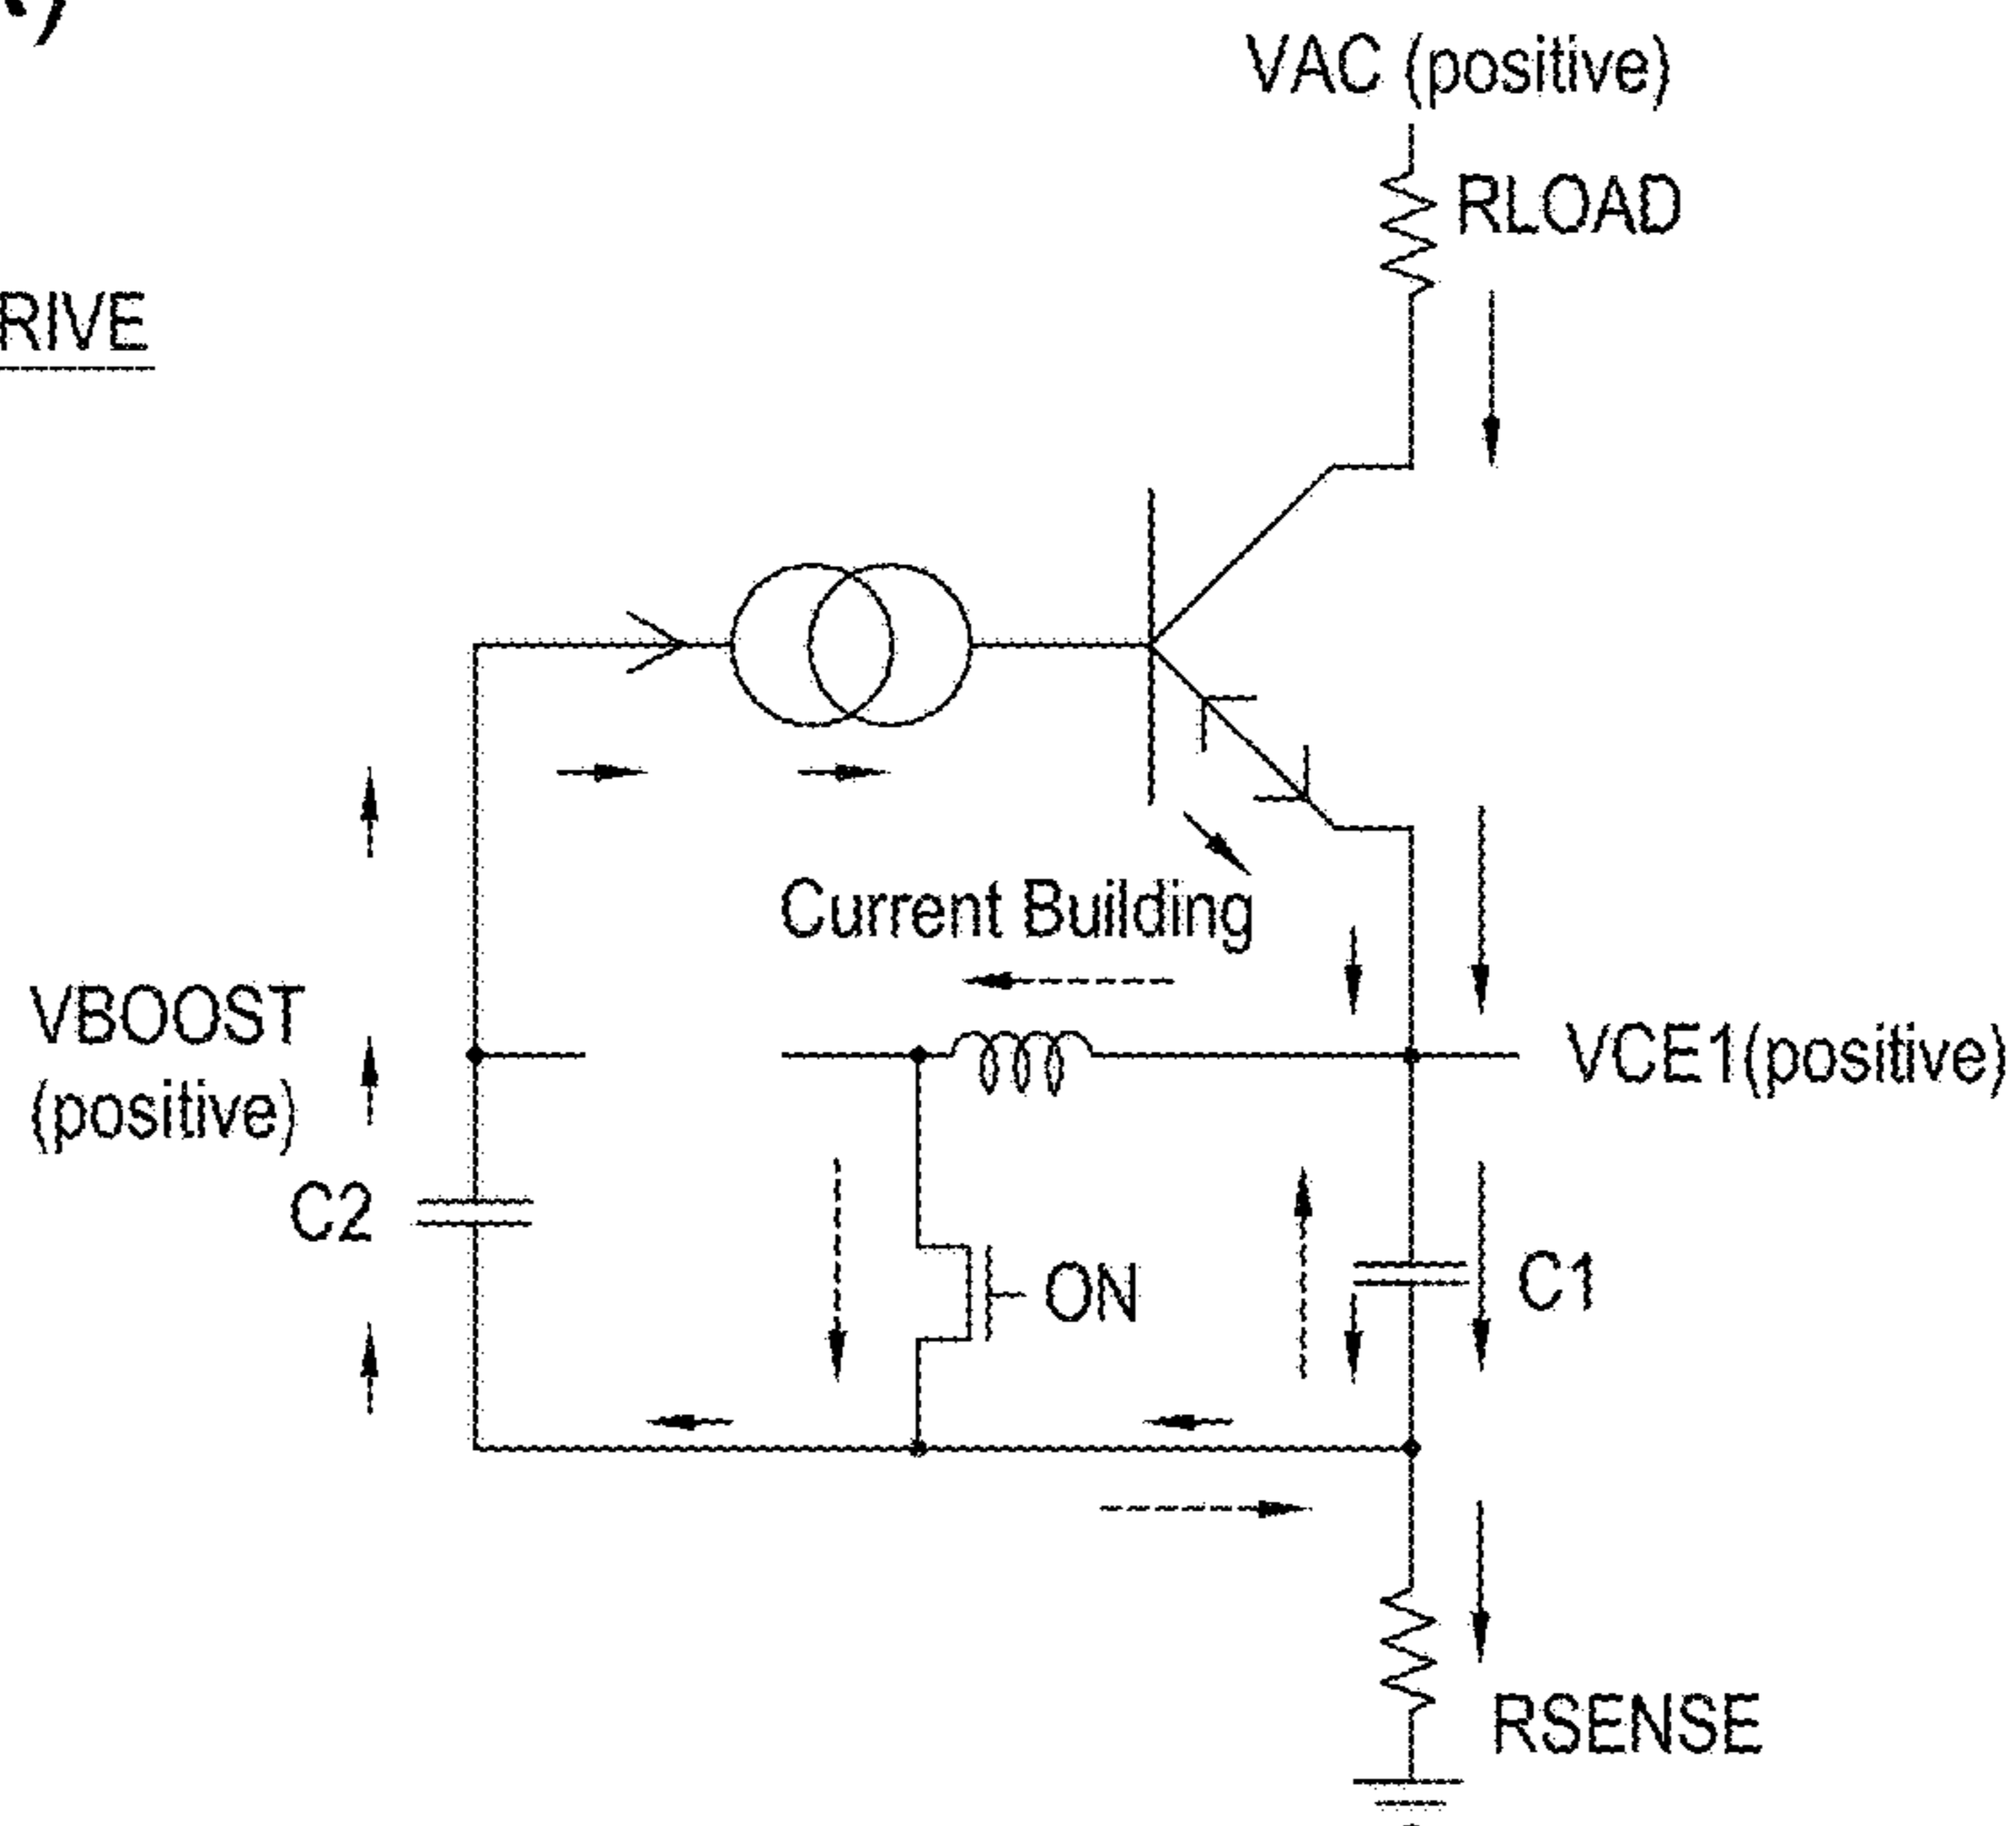 VAC (positive)
RLOAD
RIVE
Current Building
VBOOST
(positive)
VCE1(positive)
C2
ON
C1
RSENSE